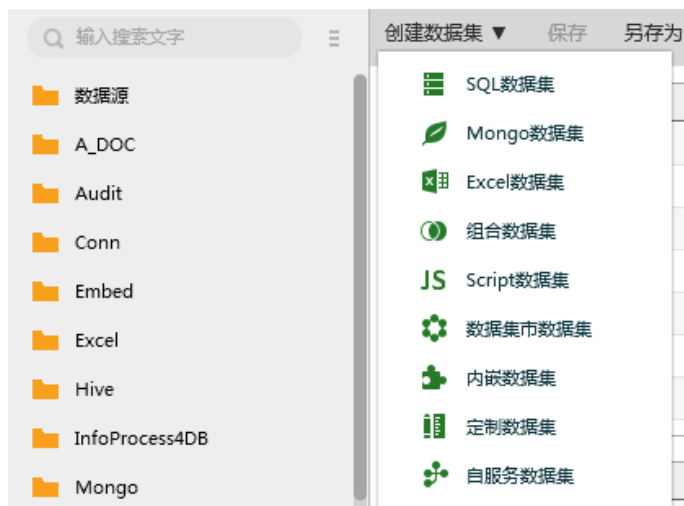 输入搜索文字
数据源
A_DOC
Audit
Conn
Embed
Excel
Hive
InfoProcess4DB
Mongo
创建数据集 ▼ 保存 另存为
SQL数据集
Mongo数据集
Excel数据集
组合数据集
JS Script数据集
数据集市数据集
内嵌数据集
定制数据集
自服务数据集